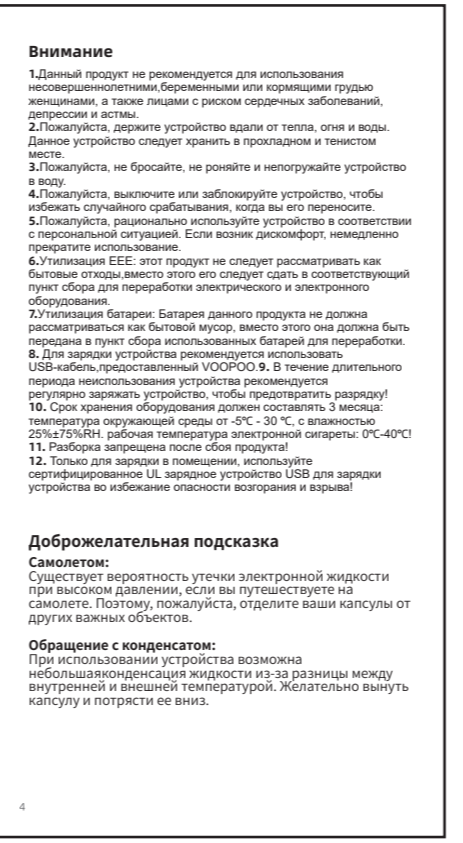 Внимание
1.Данный продукт не рекомендуется для использования
несовершеннолетними,беременными или кормящими грудью
женщинами, а также лицами с риском сердечных заболеваний,
депрессии и астмы.
2.Пожалуйста, держите устройство вдали от тепла, огня и воды.
Данное устройство следует хранить в прохладном и тенистом
месте.
3.Пожалуйста, не бросайте, не роняйте и непогружайте устройство
в воду.
4.Пожалуйста, выключите или заблокируйте устройство, чтобы
избежать случайного срабатывания, когда вы его переносите.
5.Пожалуйста, рационально используйте устройство в соответствии
с персональной ситуацией. Если возник дискомфорт, немедленно
прекратите использование.
6.Утилизация EEE: этот продукт не следует рассматривать как
бытовые отходы,вместо этого его следует сдать в соответствующий
пункт сбора для переработки электрического и электронного
оборудования.
7.Утилизация батареи: Батарея данного продукта не должна
рассматриваться как бытовой мусор, вместо этого она должна быть
передана в пункт сбора использованных батарей для переработки.
8. Для зарядки устройства рекомендуется использовать
USB-кабель,предоставленный VOOPOO.9. В течение длительного
периода неиспользования устройства рекомендуется
регулярно заряжать устройство, чтобы предотвратить разрядку!
10. Срок хранения оборудования должен составлять 3 месяца:
температура окружающей среды от -5℃ - 30 ℃, с влажностью
25%±75%RH. рабочая температура электронной сигареты: 0℃-40℃!
11. Разборка запрещена после сбоя продукта!
12. Только для зарядки в помещении, используйте
сертифицированное UL зарядное устройство USB для зарядки
устройства во избежание опасности возгорания и взрыва!
Доброжелательная подсказка
Самолетом:
Существует вероятность утечки электронной жидкости
при высоком давлении, если вы путешествуете на
самолете. Поэтому, пожалуйста, отделите ваши капсулы от
других важных объектов.
Обращение с конденсатом:
При использовании устройства возможна
небольшаяконденсация жидкости из-за разницы между
внутренней и внешней температурой. Желательно вынуть
капсулу и потрясти ее вниз.
4